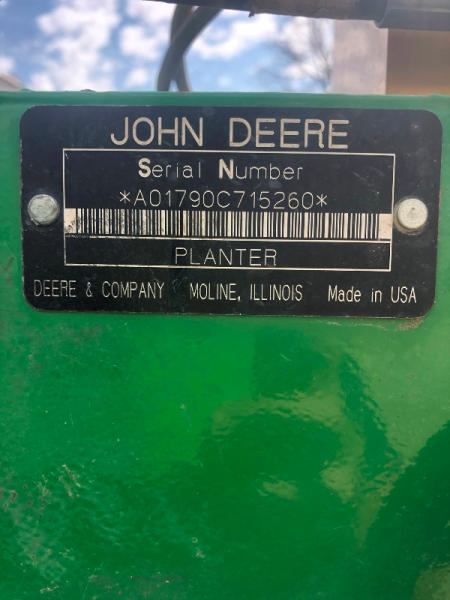 JOHN DEERE
Serial Number
*A01790C715260*
PLANTER
DEERE & COMPANY MOLINE, ILLINOIS Made in USA